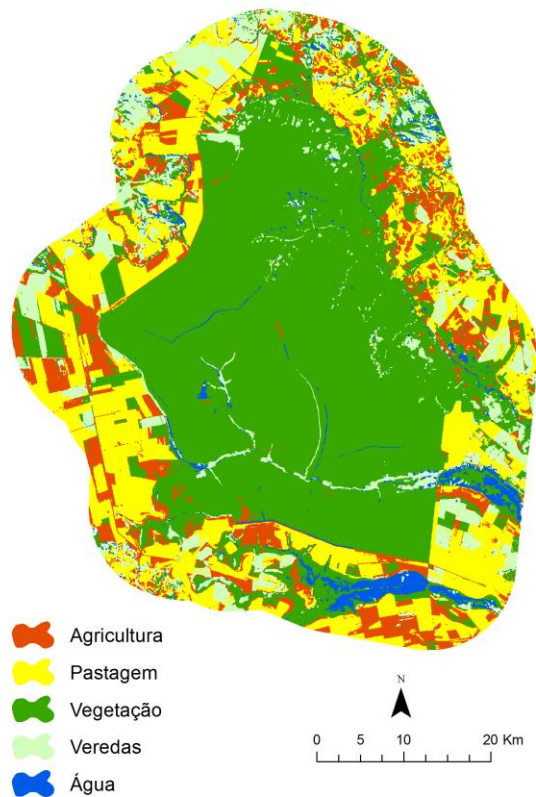 Agricultura
Pastagem
Vegetação
Veredas
Água
N
0 5 10 20 Km